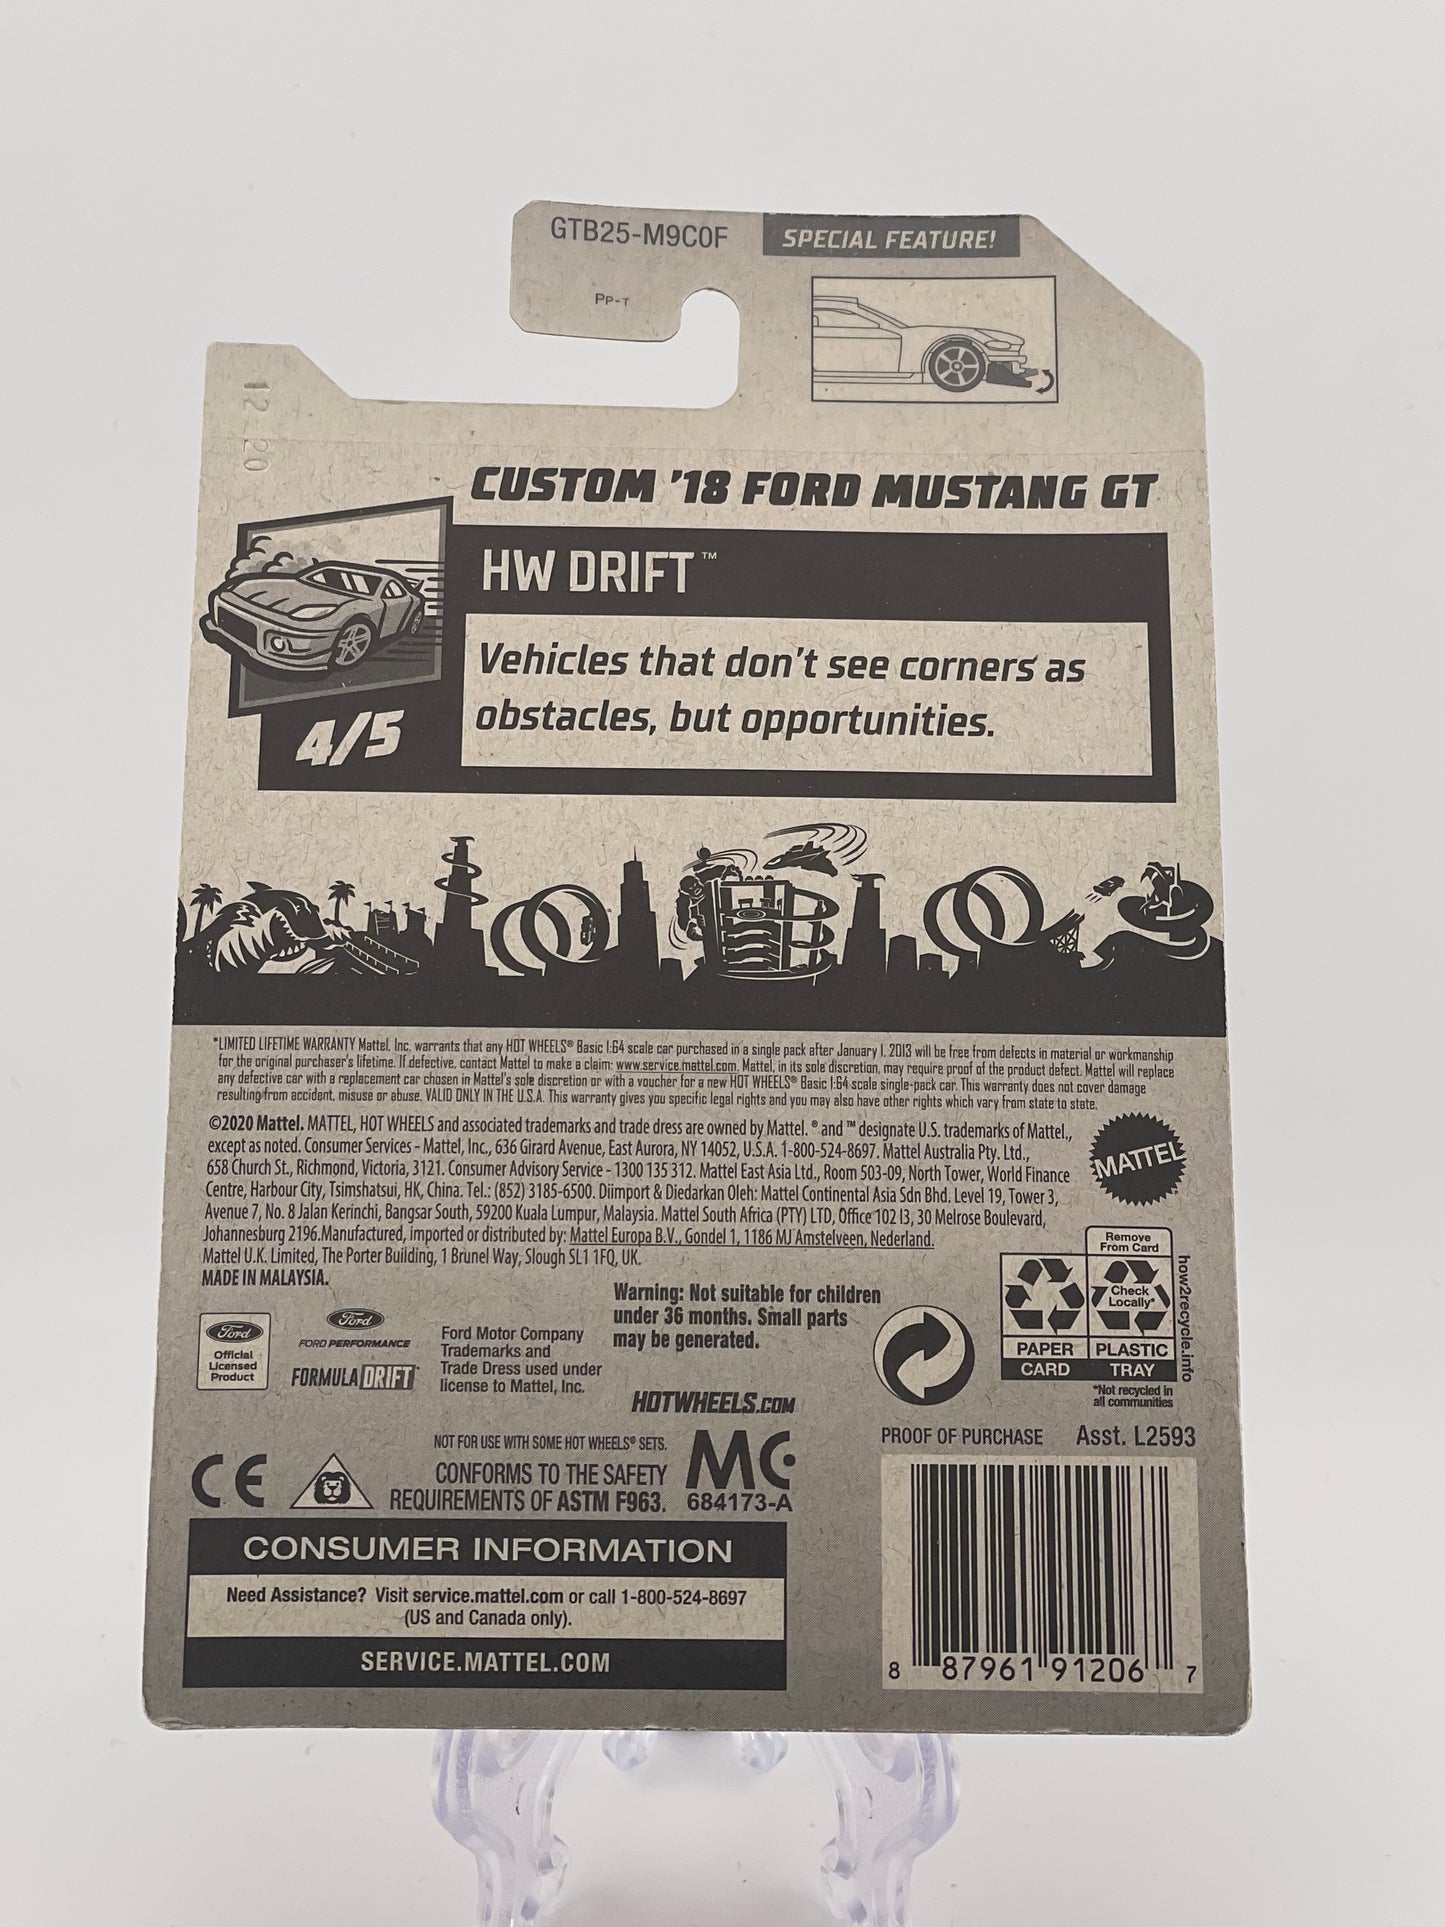 GTB25-M9C0F
SPECIAL FEATURE!
PP-T
12-20
CUSTOM '18 FORD MUSTANG GT
HW DRIFT™
Vehicles that don't see corners as
obstacles, but opportunities.
4/5
*LIMITED LIFETIME WARRANTY Mattel, Inc. warrants that any HOT WHEELS® Basic 1:64 scale car purchased in a single pack after January 1, 2013 will be free from defects in material or workmanship
for the original purchaser's lifetime. If defective, contact Mattel to make a claim: www.service.mattel.com. Mattel, in its sole discretion, may require proof of the product defect. Mattel will replace
any defective car with a replacement car chosen in Mattel's sole discretion or with a voucher for a new HOT WHEELS® Basic 1:64 scale single-pack car. This warranty does not cover damage
resulting from accident, misuse or abuse. VALID ONLY IN THE U.S.A. This warranty gives you specific legal rights and you may also have other rights which vary from state to state.
©2020 Mattel. MATTEL, HOT WHEELS and associated trademarks and trade dress are owned by Mattel. ® and ™ designate U.S. trademarks of Mattel.,
except as noted. Consumer Services - Mattel, Inc., 636 Girard Avenue, East Aurora, NY 14052, U.S.A. 1-800-524-8697. Mattel Australia Pty. Ltd.,
658 Church St., Richmond, Victoria, 3121. Consumer Advisory Service - 1300 135 312. Mattel East Asia Ltd., Room 503-09, North Tower, World Finance
Centre, Harbour City, Tsimshatsui, HK, China. Tel.: (852) 3185-6500. Diimport & Diedarkan Oleh: Mattel Continental Asia Sdn Bhd. Level 19, Tower 3,
Avenue 7, No. 8 Jalan Kerinchi, Bangsar South, 59200 Kuala Lumpur, Malaysia. Mattel South Africa (PTY) LTD, Office 102 I3, 30 Melrose Boulevard,
Johannesburg 2196.Manufactured, imported or distributed by: Mattel Europa B.V., Gondel 1, 1186 MJ Amstelveen, Nederland.
Mattel U.K. Limited, The Porter Building, 1 Brunel Way, Slough SL1 1FQ, UK.
MADE IN MALAYSIA.
MATTEL
Warning: Not suitable for children
under 36 months. Small parts
may be generated.
Ford
Official
Licensed
Product
Ford
FORD PERFORMANCE
FORMULA DRIFT
Ford Motor Company
Trademarks and
Trade Dress used under
license to Mattel, Inc.
HOTWHEELS.COM
Remove
From Card
Check
Locally*
PAPER
CARD
PLASTIC
TRAY
*Not recycled in
all communities
how2recycle.info
NOT FOR USE WITH SOME HOT WHEELS® SETS.
CE
CONFORMS TO THE SAFETY
REQUIREMENTS OF ASTM F963.
MC
684173-A
PROOF OF PURCHASE
Asst. L2593
CONSUMER INFORMATION
Need Assistance? Visit service.mattel.com or call 1-800-524-8697
(US and Canada only).
SERVICE.MATTEL.COM
8 87961 91206 7